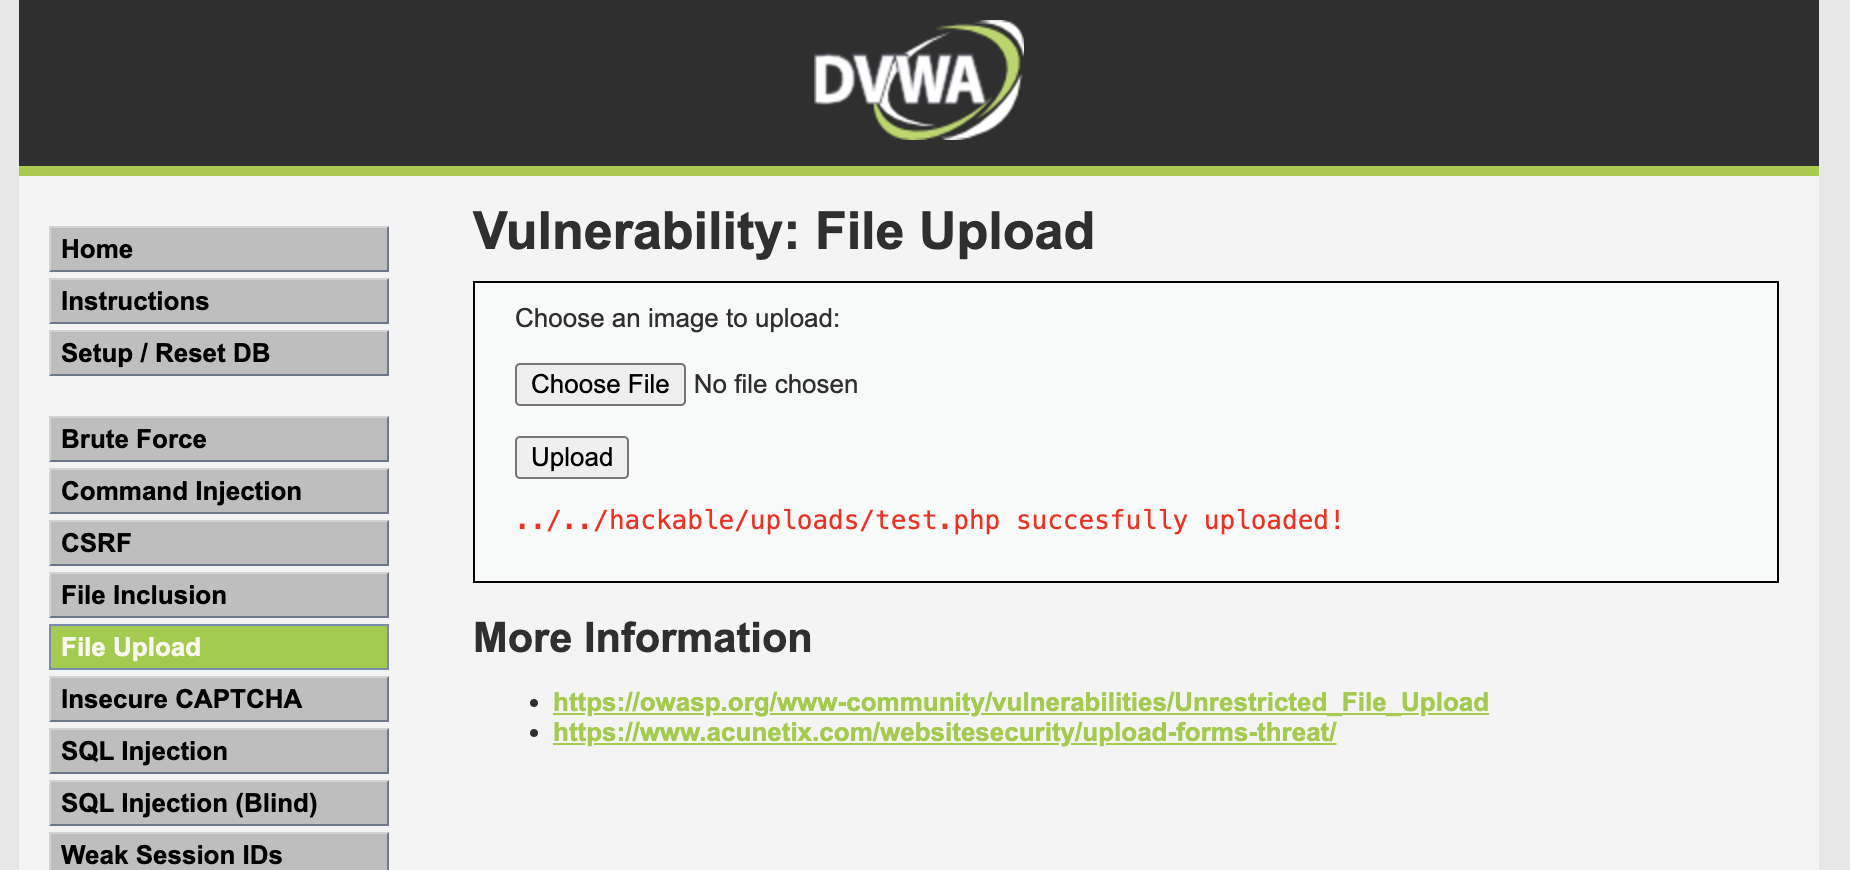 DVWA
Home
Instructions
Setup / Reset DB
Brute Force
Command Injection
CSRF
File Inclusion
File Upload
Insecure CAPTCHA
SQL Injection
SQL Injection (Blind)
Weak Session IDs
Vulnerability: File Upload
Choose an image to upload:
Choose File No file chosen
Upload
../../hackable/uploads/test.php succesfully uploaded!
More Information
https://owasp.org/www-community/vulnerabilities/Unrestricted_File_Upload
https://www.acunetix.com/websitesecurity/upload-forms-threat/